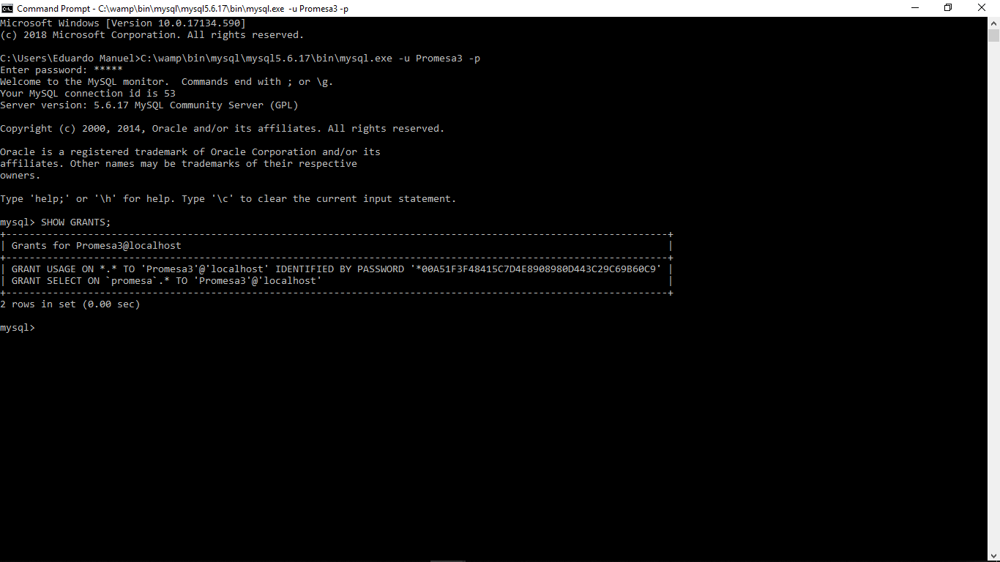 Command Prompt - C:\wamp\bin\mysql\mysql5.6.17\bin\mysql.exe  -u Promesa3 -p
Microsoft Windows [Version 10.0.17134.590]
(c) 2018 Microsoft Corporation. All rights reserved.
C:\Users\Eduardo Manuel>C:\wamp\bin\mysql\mysql5.6.17\bin\mysql.exe -u Promesa3 -p
Enter password: *****
Welcome to the MySQL monitor.  Commands end with ; or \g.
Your MySQL connection id is 53
Server version: 5.6.17 MySQL Community Server (GPL)
Copyright (c) 2000, 2014, Oracle and/or its affiliates. All rights reserved.
Oracle is a registered trademark of Oracle Corporation and/or its
affiliates. Other names may be trademarks of their respective
owners.
Type 'help;' or '\h' for help. Type '\c' to clear the current input statement.
mysql> SHOW GRANTS;
+-----------------------------------------------------------------------------------------------------------------+
| Grants for Promesa3@localhost                                                                                   |
+-----------------------------------------------------------------------------------------------------------------+
| GRANT USAGE ON *.* TO 'Promesa3'@'localhost' IDENTIFIED BY PASSWORD '*00A51F3F48415C7D4E8908980D443C29C69B60C9' |
| GRANT SELECT ON `promesa`.* TO 'Promesa3'@'localhost'                                                           |
+-----------------------------------------------------------------------------------------------------------------+
2 rows in set (0.00 sec)
mysql>